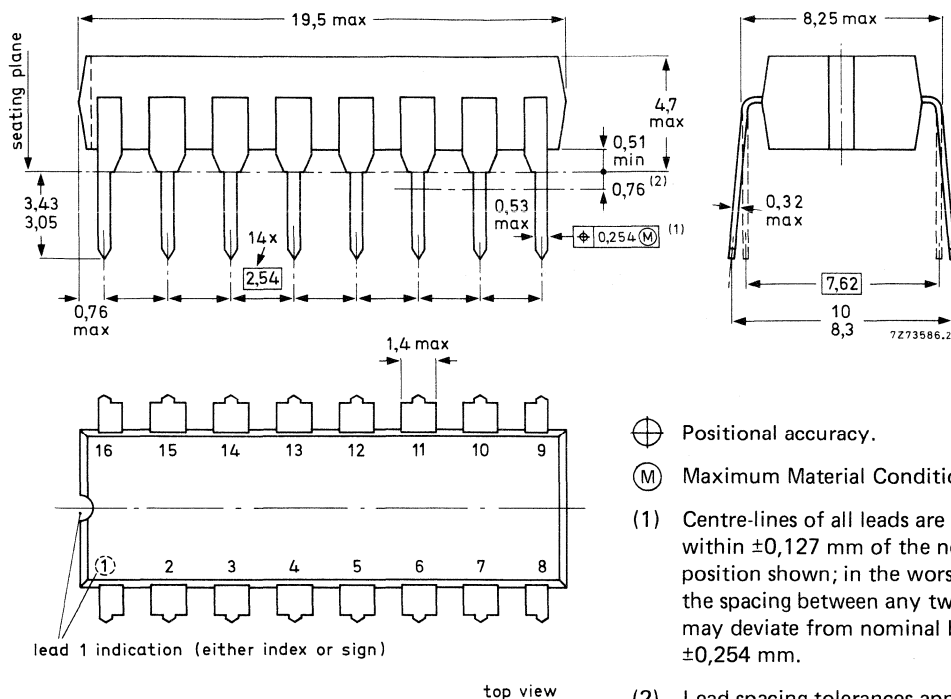 19,5 max
8,25 max
seating plane
4,7
max
0,51
min
0,76 (2)
3,43
3,05
0,53
max
0,32
max
14x
2,54
0,254 Ⓜ (1)
0,76
max
7,62
10
8,3
7Z73586.2
1,4 max
16 15 14 13 12 11 10 9
1 2 3 4 5 6 7 8
lead 1 indication (either index or sign)
top view
Positional accuracy.
Ⓜ Maximum Material Conditio
(1) Centre-lines of all leads are
within ±0,127 mm of the n
position shown; in the wors
the spacing between any tw
may deviate from nominal
±0,254 mm.
(2) Lead spacing tolerances app